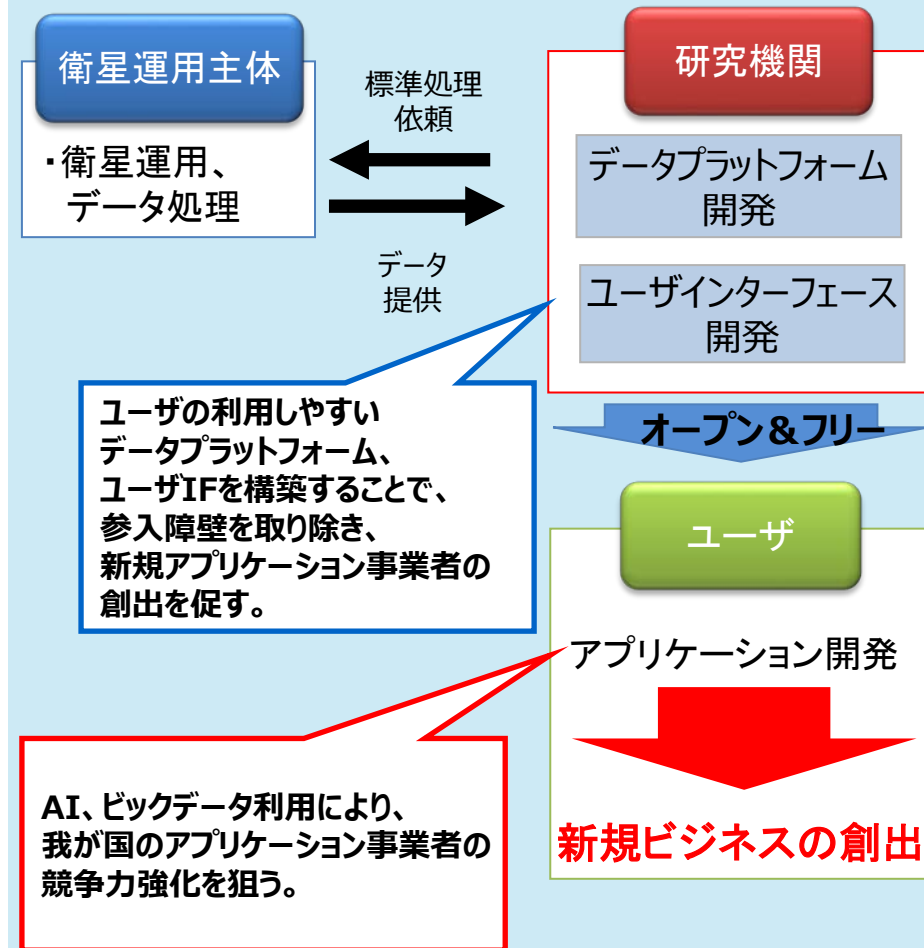 衛星運用主体
・衛星運用、
データ処理
標準処理
依頼
データ
提供
研究機関
データプラットフォーム
開発
ユーザインターフェース
開発
ユーザの利用しやすい
データプラットフォーム、
ユーザIFを構築することで、
参入障壁を取り除き、
新規アプリケーション事業者の
創出を促す。
オープン&フリー
ユーザ
アプリケーション開発
AI、ビックデータ利用により、
我が国のアプリケーション事業者の
競争力強化を狙う。
新規ビジネスの創出